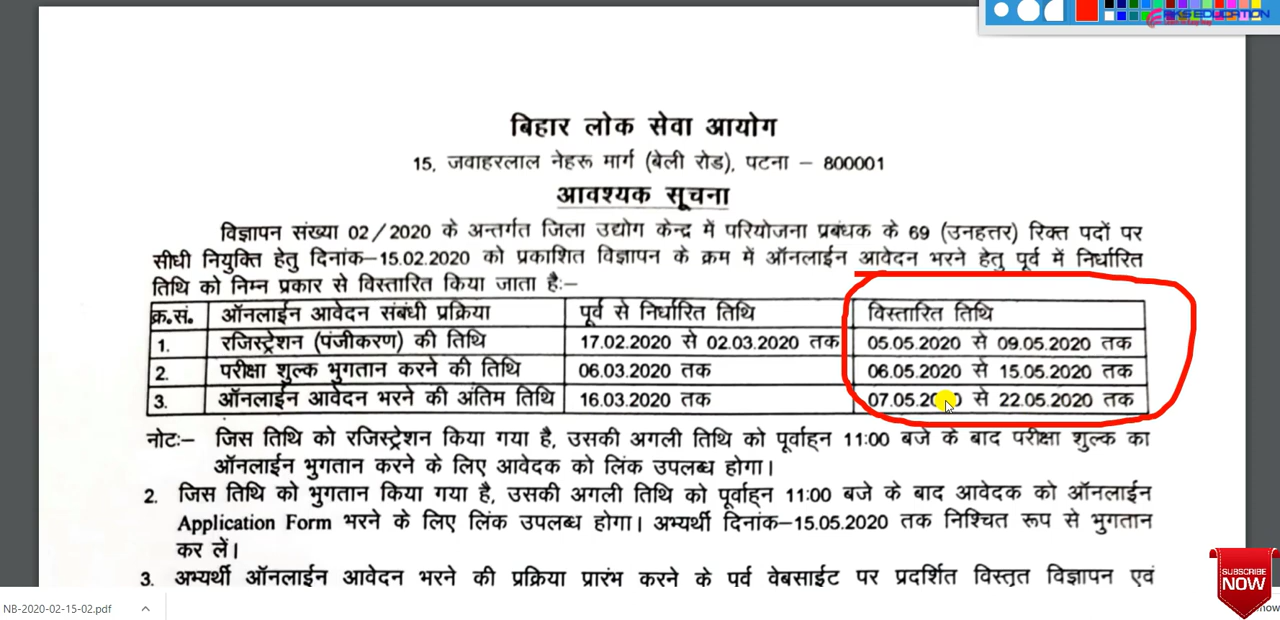 RKS EDUCATION
बिहार लोक सेवा आयोग
15, जवाहरलाल नेहरू मार्ग (बेली रोड), पटना – 800001
आवश्यक सूचना
विज्ञापन संख्या 02/2020 के अन्तर्गत जिला उद्योग केन्द्र में परियोजना प्रबंधक के 69 (उनहत्तर) रिक्त पदों पर
सीधी नियुक्ति हेतु दिनांक–15.02.2020 को प्रकाशित विज्ञापन के क्रम में ऑनलाईन आवेदन भरने हेतु पूर्व में निर्धारित
तिथि को निम्न प्रकार से विस्तारित किया जाता है:–
क्र.सं. ऑनलाईन आवेदन संबंधी प्रक्रिया पूर्व से निर्धारित तिथि विस्तारित तिथि
1. रजिस्ट्रेशन (पंजीकरण) की तिथि 17.02.2020 से 02.03.2020 तक 05.05.2020 से 09.05.2020 तक
2. परीक्षा शुल्क भुगतान करने की तिथि 06.03.2020 तक 06.05.2020 से 15.05.2020 तक
3. ऑनलाईन आवेदन भरने की अंतिम तिथि 16.03.2020 तक 07.05.2020 से 22.05.2020 तक
नोटः– जिस तिथि को रजिस्ट्रेशन किया गया है, उसकी अगली तिथि को पूर्वाह्न 11:00 बजे के बाद परीक्षा शुल्क का
ऑनलाईन भुगतान करने के लिए आवेदक को लिंक उपलब्ध होगा।
2. जिस तिथि को भुगतान किया गया है, उसकी अगली तिथि को पूर्वाह्न 11:00 बजे के बाद आवेदक को ऑनलाईन
Application Form भरने के लिए लिंक उपलब्ध होगा। अभ्यर्थी दिनांक–15.05.2020 तक निश्चित रूप से भुगतान
कर लें।
3. अभ्यर्थी ऑनलाईन आवेदन भरने की प्रक्रिया प्रारंभ करने के पूर्व वेबसाईट पर प्रदर्शित विस्तृत विज्ञापन एवं
SUBSCRIBE
NOW
NB-2020-02-15-02.pdf